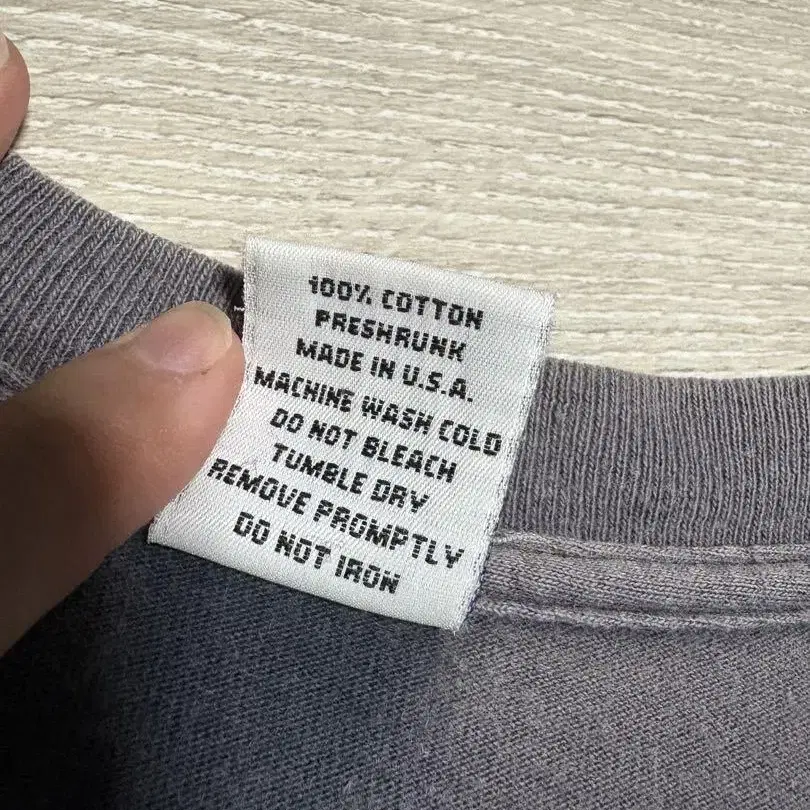 100% COTTON
PRESHRUNK
MADE IN U.S.A.
MACHINE WASH COLD
DO NOT BLEACH
TUMBLE DRY
REMOVE PROMPTLY
DO NOT IRON